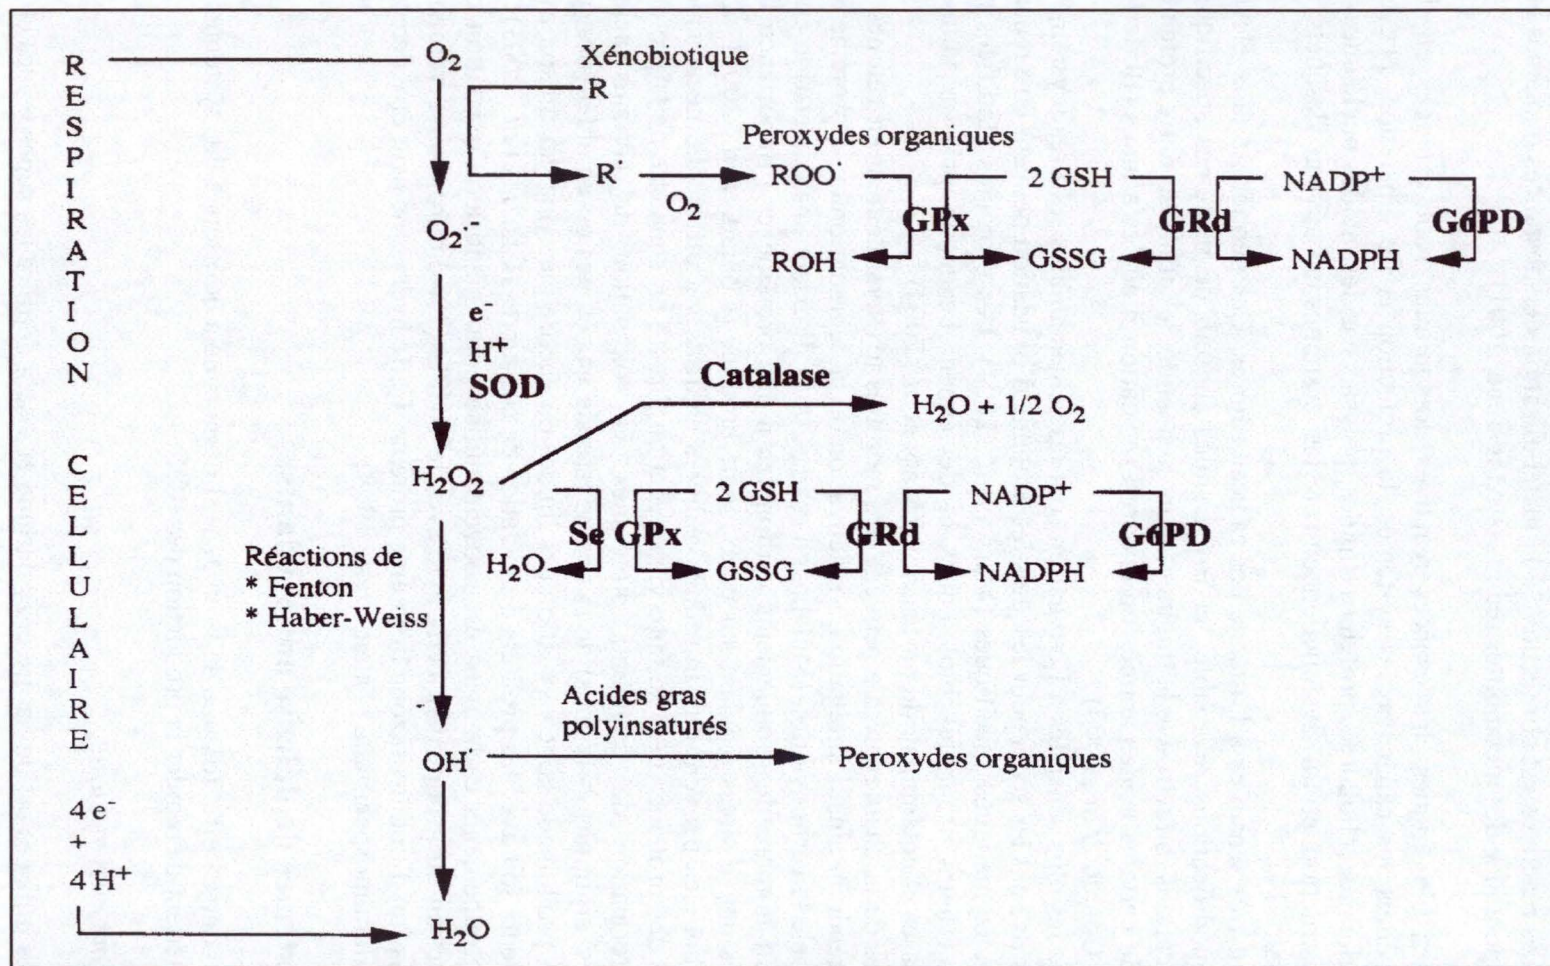 RESPIRATION CELLULAIRE
O₂
Xénobiotique
R
Peroxydes organiques
R˙
O₂
ROO˙
2 GSH
NADP⁺
GPx
GRd
G6PD
O₂˙⁻
ROH
GSSG
NADPH
e⁻
H⁺
SOD
Catalase
H₂O + 1/2 O₂
H₂O₂
2 GSH
NADP⁺
Se GPx
GRd
G6PD
H₂O
GSSG
NADPH
Réactions de
* Fenton
* Haber-Weiss
Acides gras
polyinsaturés
OH˙
Peroxydes organiques
4 e⁻
+
4 H⁺
H₂O